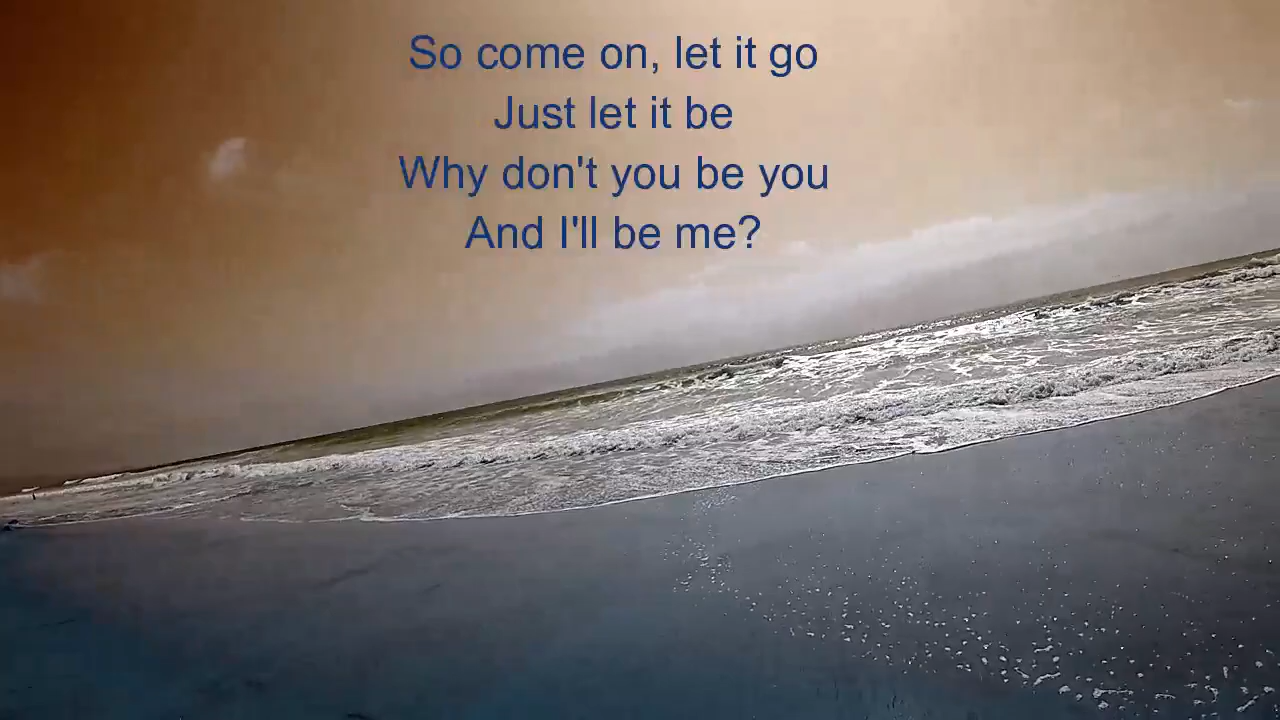 So come on, let it go
Just let it be
Why don't you be you
And I'll be me?